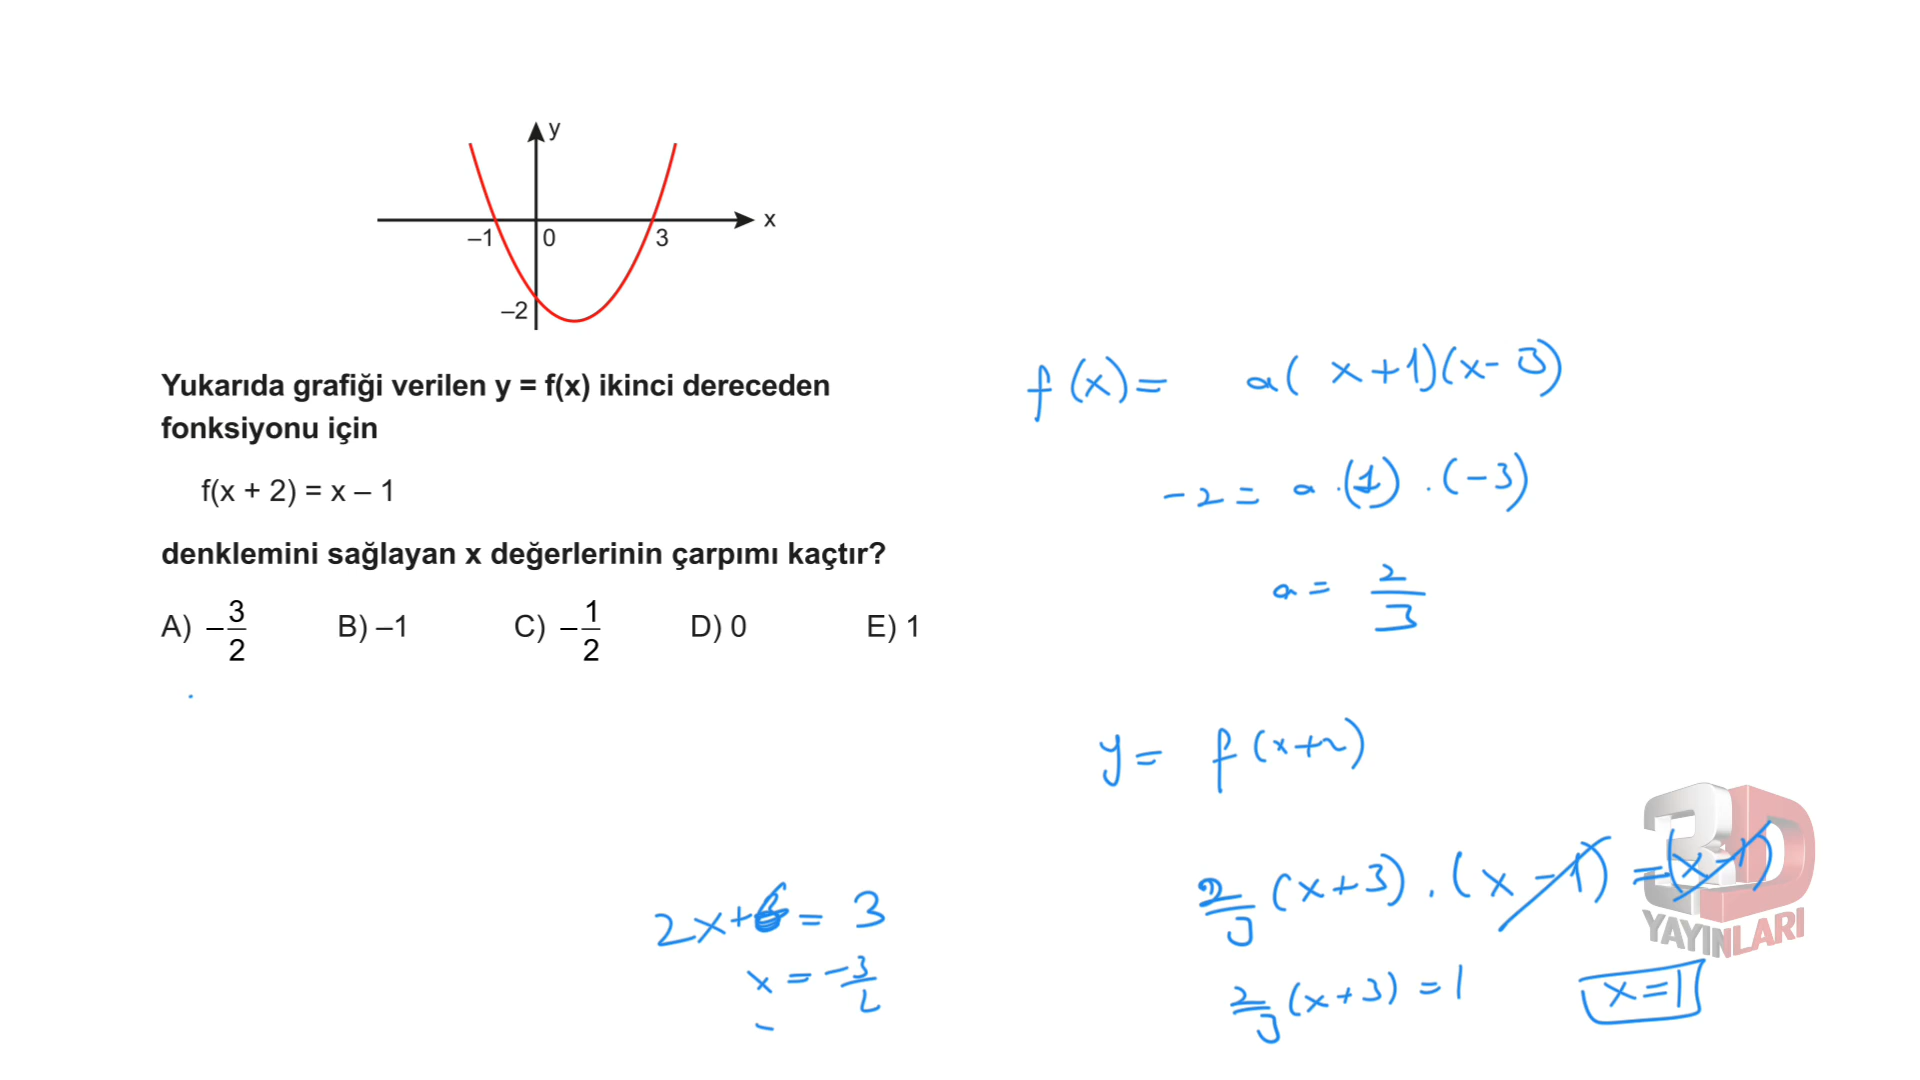 y
x
–1 0 3
–2
Yukarıda grafiği verilen y = f(x) ikinci dereceden
fonksiyonu için
f(x + 2) = x – 1
denklemini sağlayan x değerlerinin çarpımı kaçtır?
A) –3/2 B) –1 C) –1/2 D) 0 E) 1
f(x) = a(x+1)(x-3)
-2 = a.(1).(-3)
a = 2/3
y = f(x+2)
2/3 (x+3).(x-1) = (x-1)
2/3 (x+3) = 1
x=1
2x+6 = 3
x = -3/2
3D
YAYINLARI